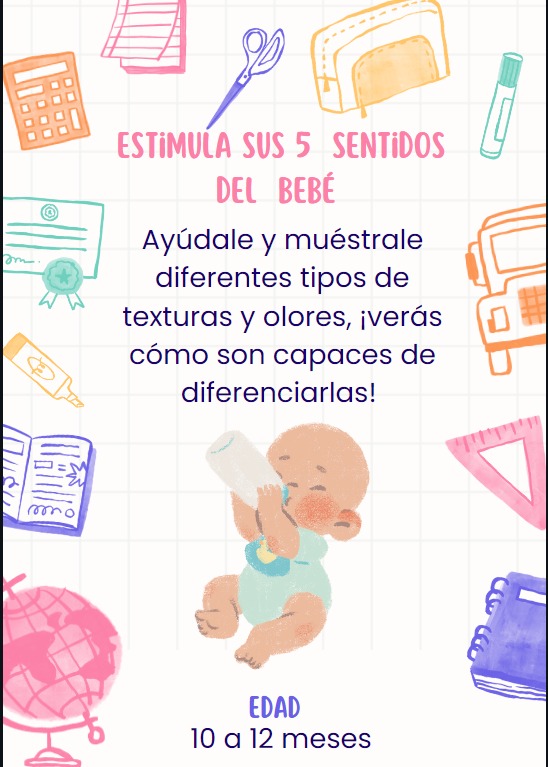 ESTiMULA SUS 5 SENTiDOS
DEL BEBÉ
Ayúdale y muéstrale
diferentes tipos de
texturas y olores, ¡verás
cómo son capaces de
diferenciarlas!
EDAD
10 a 12 meses